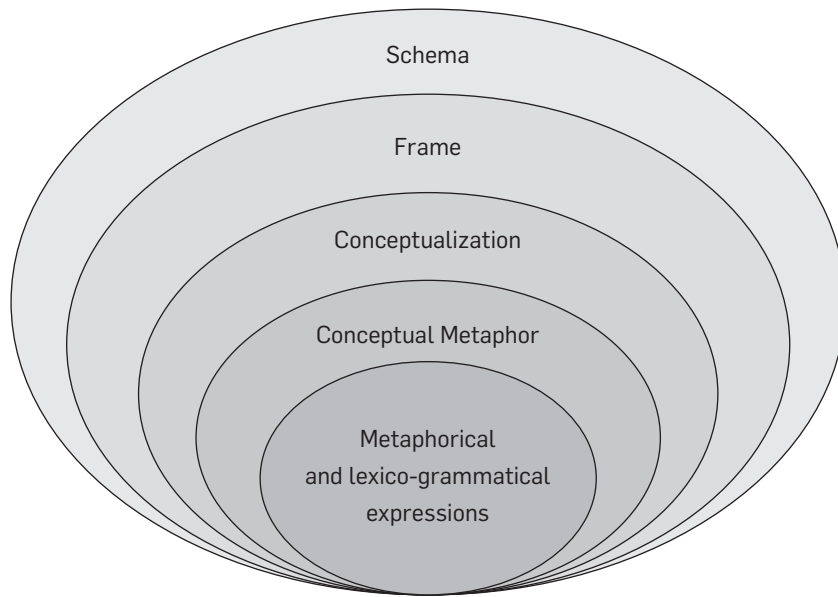 Schema
Frame
Conceptualization
Conceptual Metaphor
Metaphorical
and lexico-grammatical
expressions